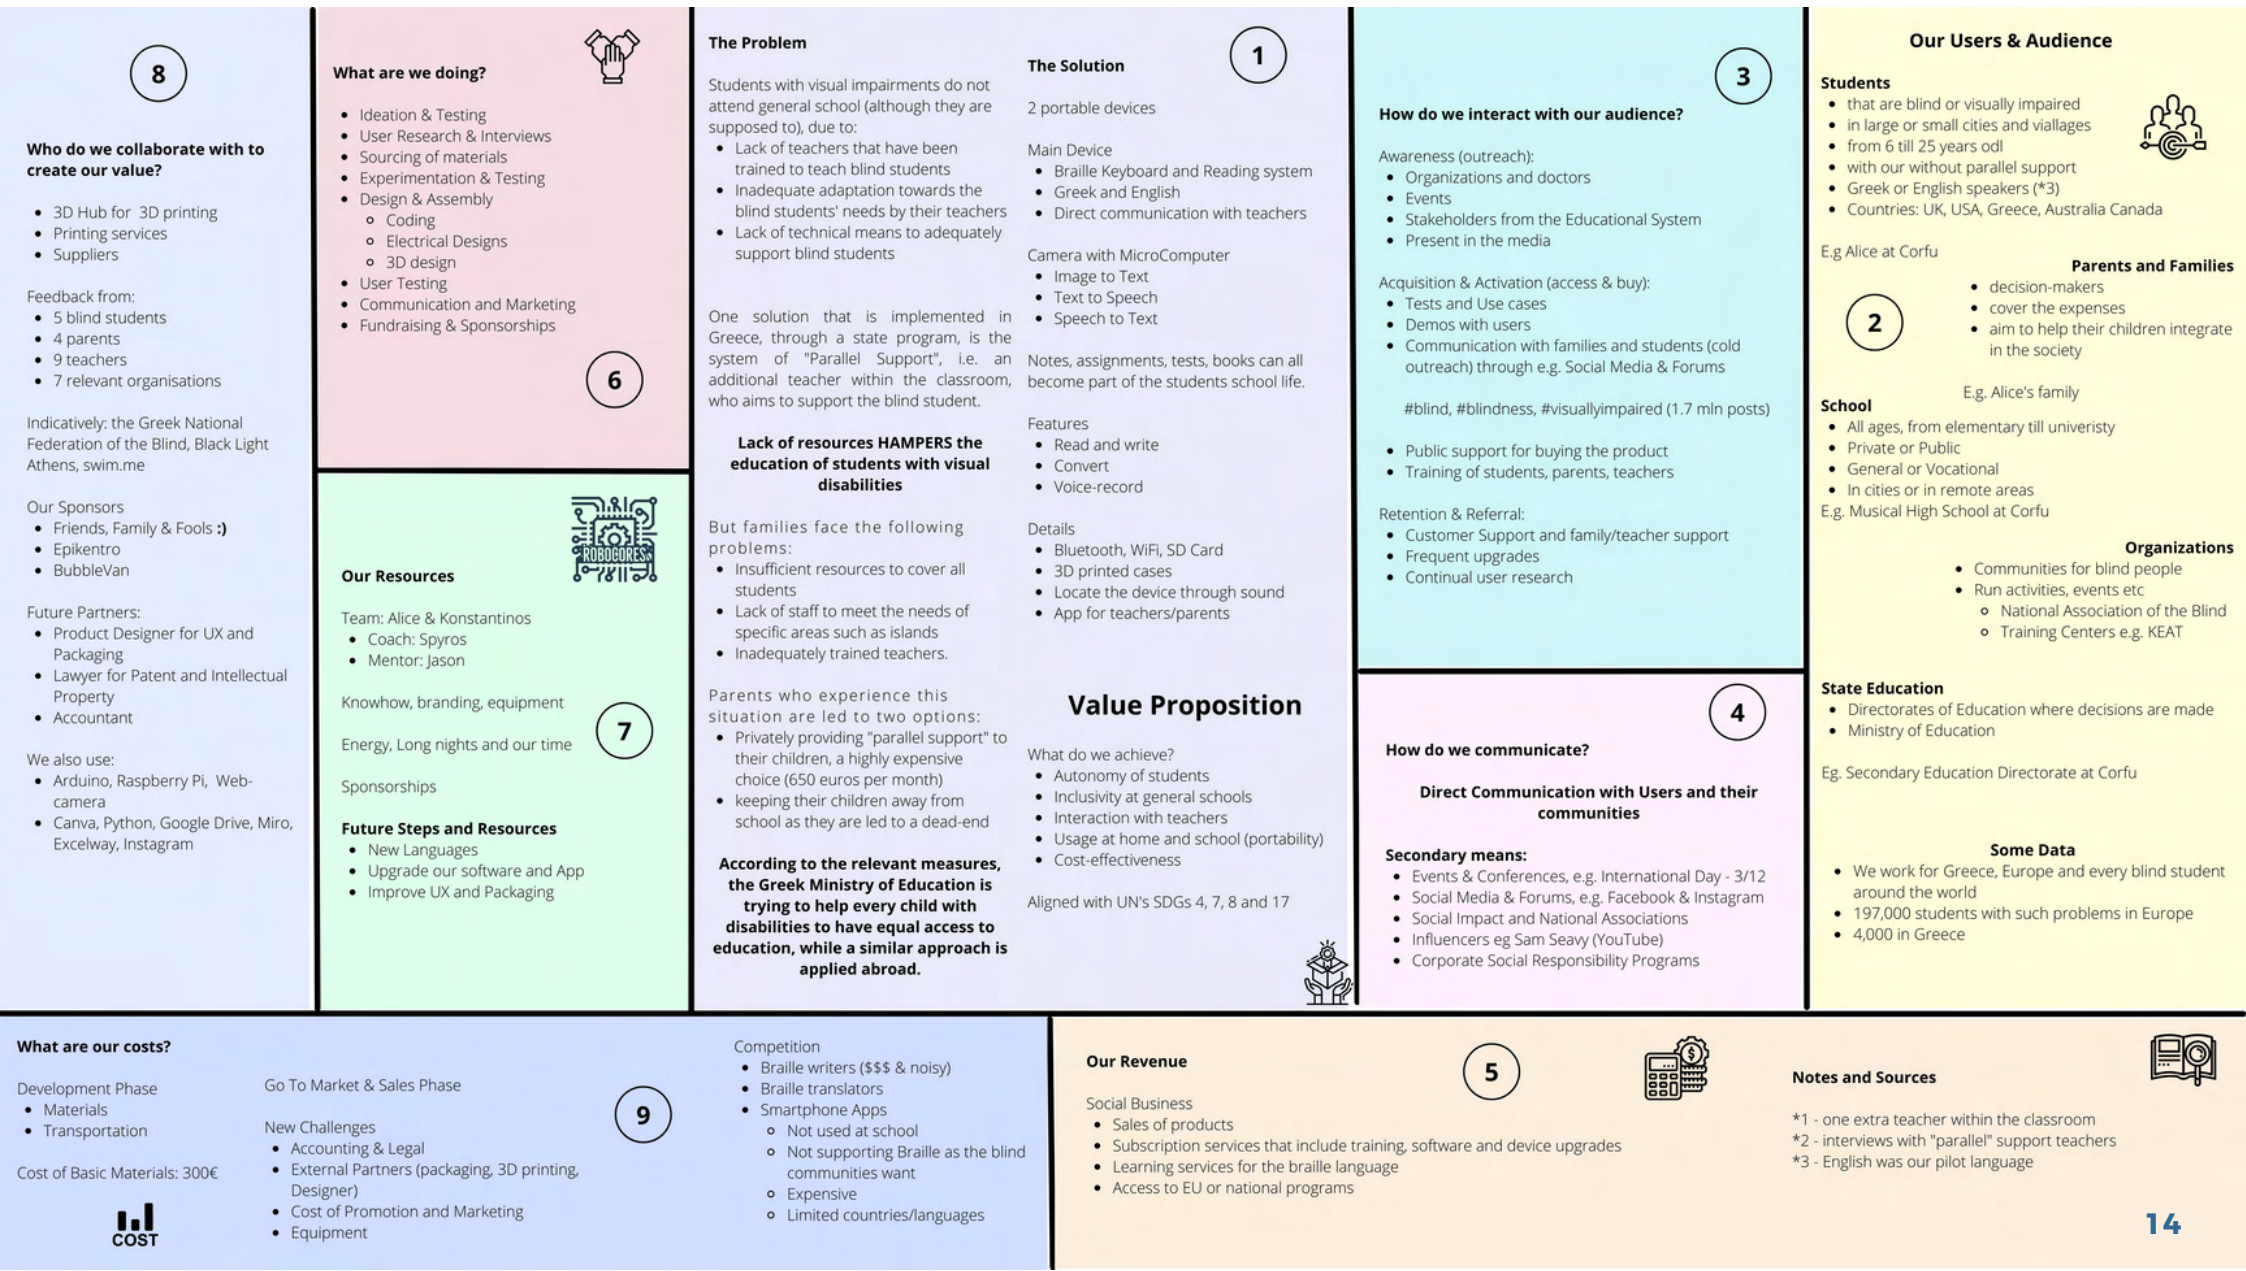 8
Who do we collaborate with to
create our value?
• 3D Hub for 3D printing
• Printing services
• Suppliers
Feedback from:
• 5 blind students
• 4 parents
• 9 teachers
• 7 relevant organisations
Indicatively: the Greek National
Federation of the Blind, Black Light
Athens, swim.me
Our Sponsors
• Friends, Family & Fools :)
• Epikentro
• BubbleVan
Future Partners:
• Product Designer for UX and
Packaging
• Lawyer for Patent and Intellectual
Property
• Accountant
We also use:
• Arduino, Raspberry Pi, Web-
camera
• Canva, Python, Google Drive, Miro,
Excelway, Instagram
What are we doing?
• Ideation & Testing
• User Research & Interviews
• Sourcing of materials
• Experimentation & Testing
• Design & Assembly
o Coding
o Electrical Designs
o 3D design
• User Testing
• Communication and Marketing
• Fundraising & Sponsorships
6
ROBOGORES
Our Resources
Team: Alice & Konstantinos
• Coach: Spyros
• Mentor: Jason
Knowhow, branding, equipment
7
Energy, Long nights and our time
Sponsorships
Future Steps and Resources
• New Languages
• Upgrade our software and App
• Improve UX and Packaging
The Problem
Students with visual impairments do not
attend general school (although they are
supposed to), due to:
• Lack of teachers that have been
trained to teach blind students
• Inadequate adaptation towards the
blind students' needs by their teachers
• Lack of technical means to adequately
support blind students
One solution that is implemented in
Greece, through a state program, is the
system of "Parallel Support", i.e. an
additional teacher within the classroom,
who aims to support the blind student.
Lack of resources HAMPERS the
education of students with visual
disabilities
But families face the following
problems:
• Insufficient resources to cover all
students
• Lack of staff to meet the needs of
specific areas such as islands
• Inadequately trained teachers.
Parents who experience this
situation are led to two options:
• Privately providing "parallel support" to
their children, a highly expensive
choice (650 euros per month)
• keeping their children away from
school as they are led to a dead-end
According to the relevant measures,
the Greek Ministry of Education is
trying to help every child with
disabilities to have equal access to
education, while a similar approach is
applied abroad.
1
The Solution
2 portable devices
Main Device
• Braille Keyboard and Reading system
• Greek and English
• Direct communication with teachers
Camera with MicroComputer
• Image to Text
• Text to Speech
• Speech to Text
Notes, assignments, tests, books can all
become part of the students school life.
Features
• Read and write
• Convert
• Voice-record
Details
• Bluetooth, WiFi, SD Card
• 3D printed cases
• Locate the device through sound
• App for teachers/parents
Value Proposition
What do we achieve?
• Autonomy of students
• Inclusivity at general schools
• Interaction with teachers
• Usage at home and school (portability)
• Cost-effectiveness
Aligned with UN's SDGs 4, 7, 8 and 17
3
How do we interact with our audience?
Awareness (outreach):
• Organizations and doctors
• Events
• Stakeholders from the Educational System
• Present in the media
Acquisition & Activation (access & buy):
• Tests and Use cases
• Demos with users
• Communication with families and students (cold
outreach) through e.g. Social Media & Forums
#blind, #blindness, #visuallyimpaired (1.7 mln posts)
• Public support for buying the product
• Training of students, parents, teachers
Retention & Referral:
• Customer Support and family/teacher support
• Frequent upgrades
• Continual user research
4
How do we communicate?
Direct Communication with Users and their
communities
Secondary means:
• Events & Conferences, e.g. International Day - 3/12
• Social Media & Forums, e.g. Facebook & Instagram
• Social Impact and National Associations
• Influencers eg Sam Seavy (YouTube)
• Corporate Social Responsibility Programs
Our Users & Audience
Students
• that are blind or visually impaired
• in large or small cities and viallages
• from 6 till 25 years odl
• with our without parallel support
• Greek or English speakers (*3)
• Countries: UK, USA, Greece, Australia Canada
E.g Alice at Corfu
Parents and Families
• decision-makers
• cover the expenses
• aim to help their children integrate
in the society
2
E.g. Alice's family
School
• All ages, from elementary till univeristy
• Private or Public
• General or Vocational
• In cities or in remote areas
E.g. Musical High School at Corfu
Organizations
• Communities for blind people
• Run activities, events etc
o National Association of the Blind
o Training Centers e.g. KEAT
State Education
• Directorates of Education where decisions are made
• Ministry of Education
Eg. Secondary Education Directorate at Corfu
Some Data
• We work for Greece, Europe and every blind student
around the world
• 197,000 students with such problems in Europe
• 4,000 in Greece
What are our costs?
Development Phase
• Materials
• Transportation
Cost of Basic Materials: 300€
COST
Go To Market & Sales Phase
New Challenges
• Accounting & Legal
• External Partners (packaging, 3D printing,
Designer)
• Cost of Promotion and Marketing
• Equipment
9
Competition
• Braille writers ($$$ & noisy)
• Braille translators
• Smartphone Apps
o Not used at school
o Not supporting Braille as the blind
communities want
o Expensive
o Limited countries/languages
Our Revenue
5
Social Business
• Sales of products
• Subscription services that include training, software and device upgrades
• Learning services for the braille language
• Access to EU or national programs
Notes and Sources
*1 - one extra teacher within the classroom
*2 - interviews with "parallel" support teachers
*3 - English was our pilot language
14